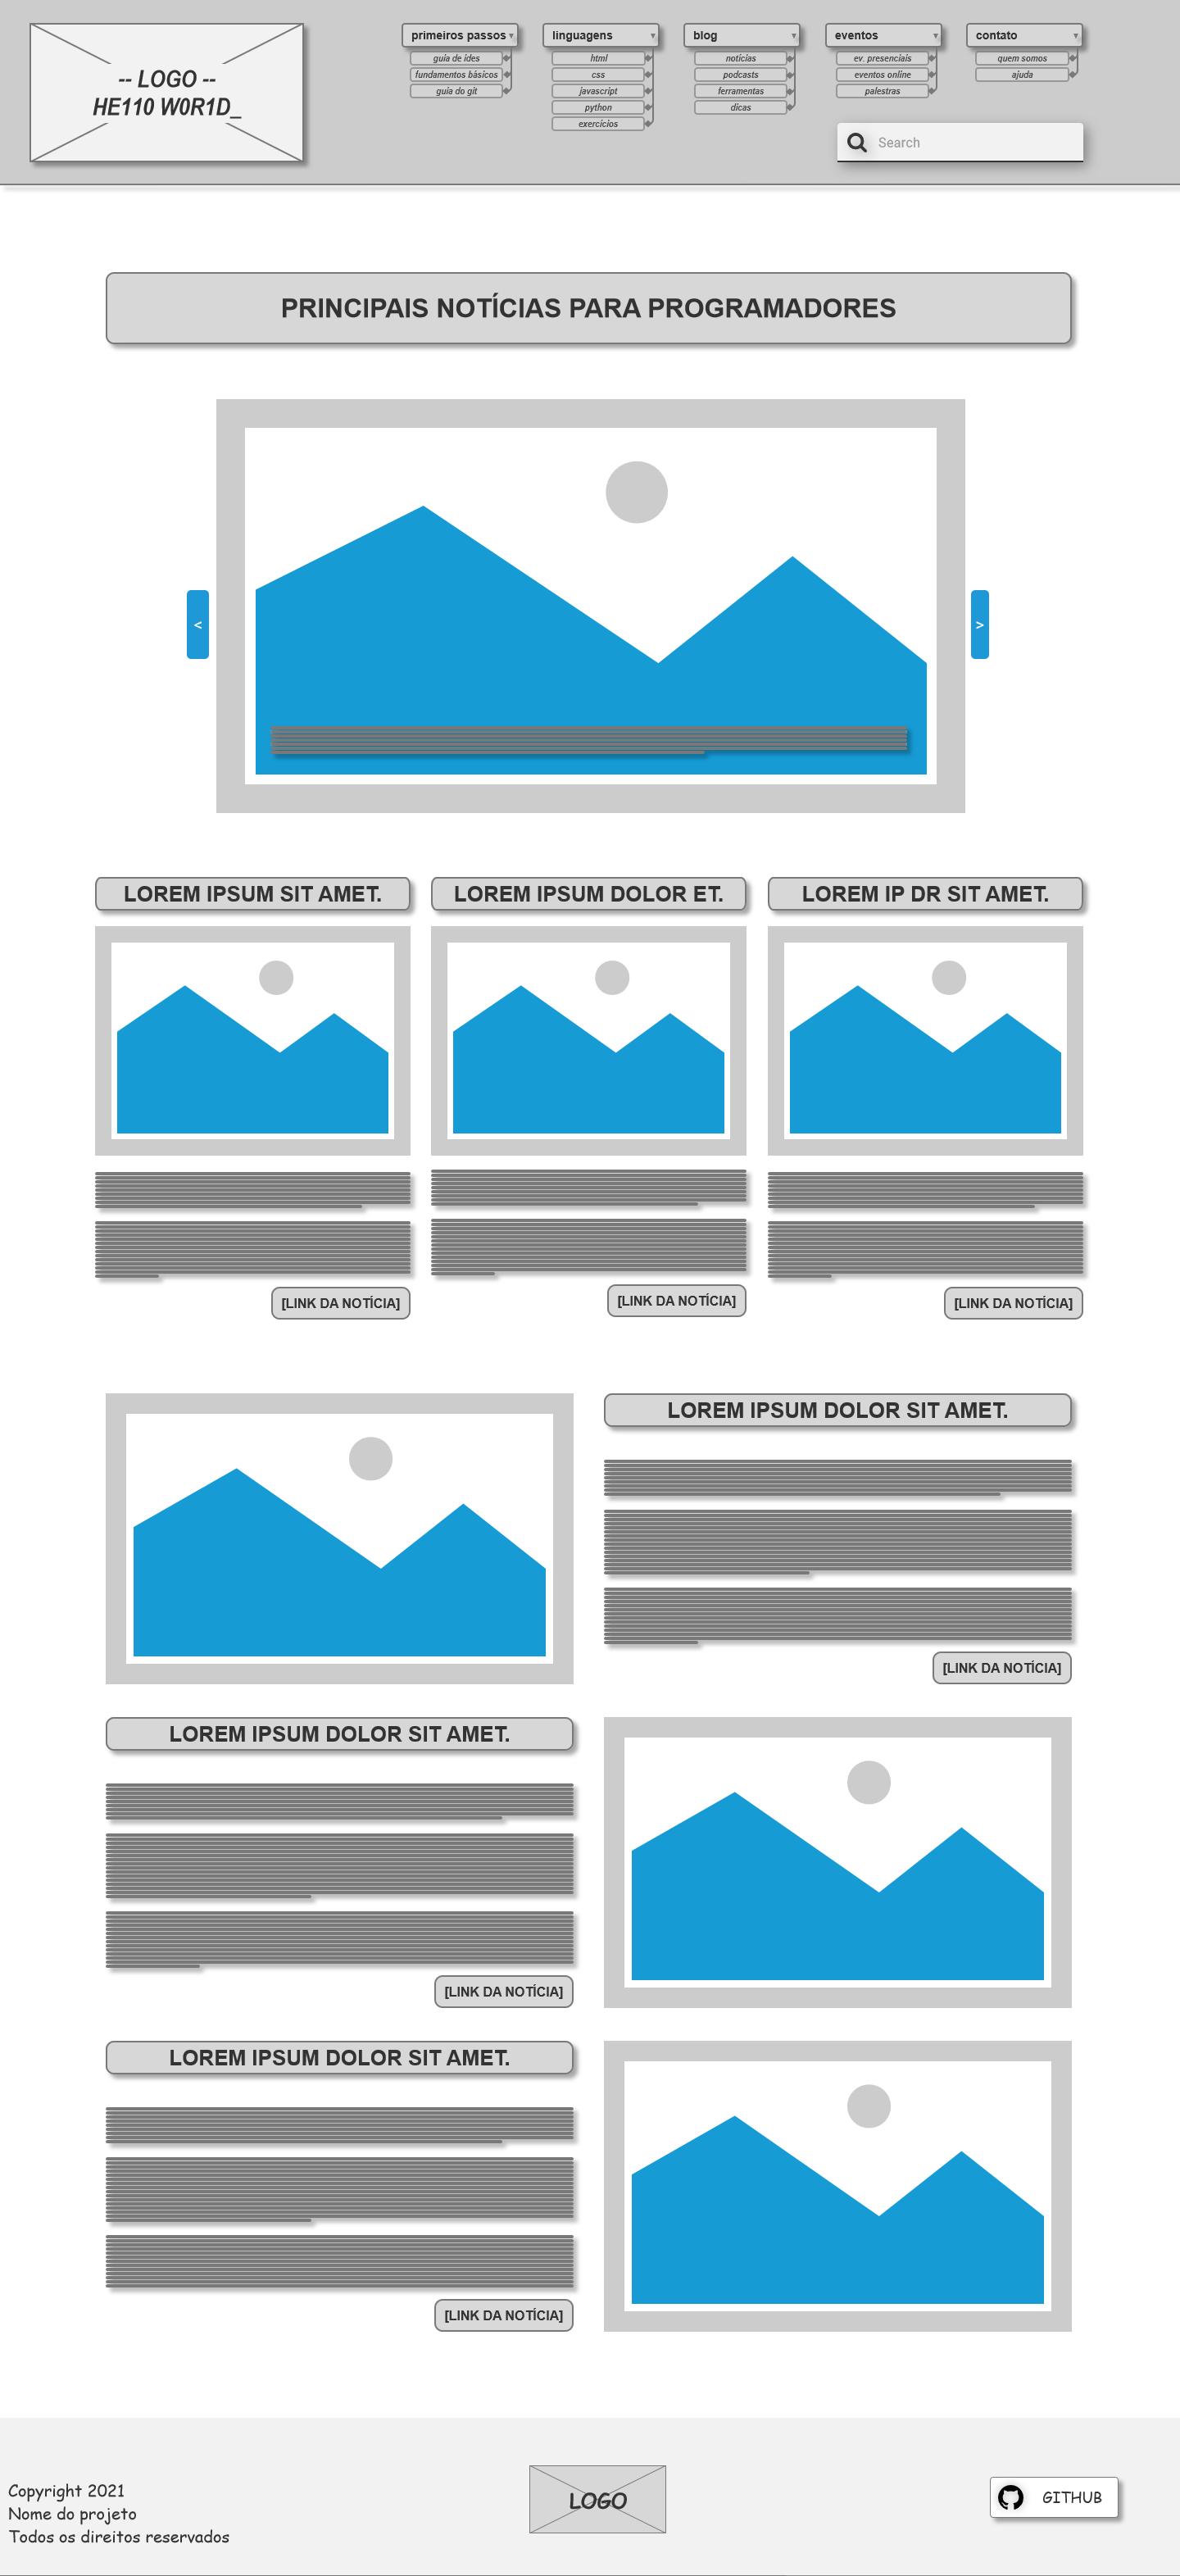 -- LOGO --
HE110 W0R1D_
primeiros passos ▾
guia de ides
fundamentos básicos
guia do git
linguagens ▾
html
css
javascript
python
exercícios
blog ▾
notícias
podcasts
ferramentas
dicas
eventos ▾
ev. presenciais
eventos online
palestras
contato ▾
quem somos
ajuda
Search
PRINCIPAIS NOTÍCIAS PARA PROGRAMADORES
<
>
LOREM IPSUM SIT AMET.
LOREM IPSUM DOLOR ET.
LOREM IP DR SIT AMET.
[LINK DA NOTÍCIA]
[LINK DA NOTÍCIA]
[LINK DA NOTÍCIA]
LOREM IPSUM DOLOR SIT AMET.
[LINK DA NOTÍCIA]
LOREM IPSUM DOLOR SIT AMET.
[LINK DA NOTÍCIA]
LOREM IPSUM DOLOR SIT AMET.
[LINK DA NOTÍCIA]
Copyright 2021
Nome do projeto
Todos os direitos reservados
LOGO
GITHUB